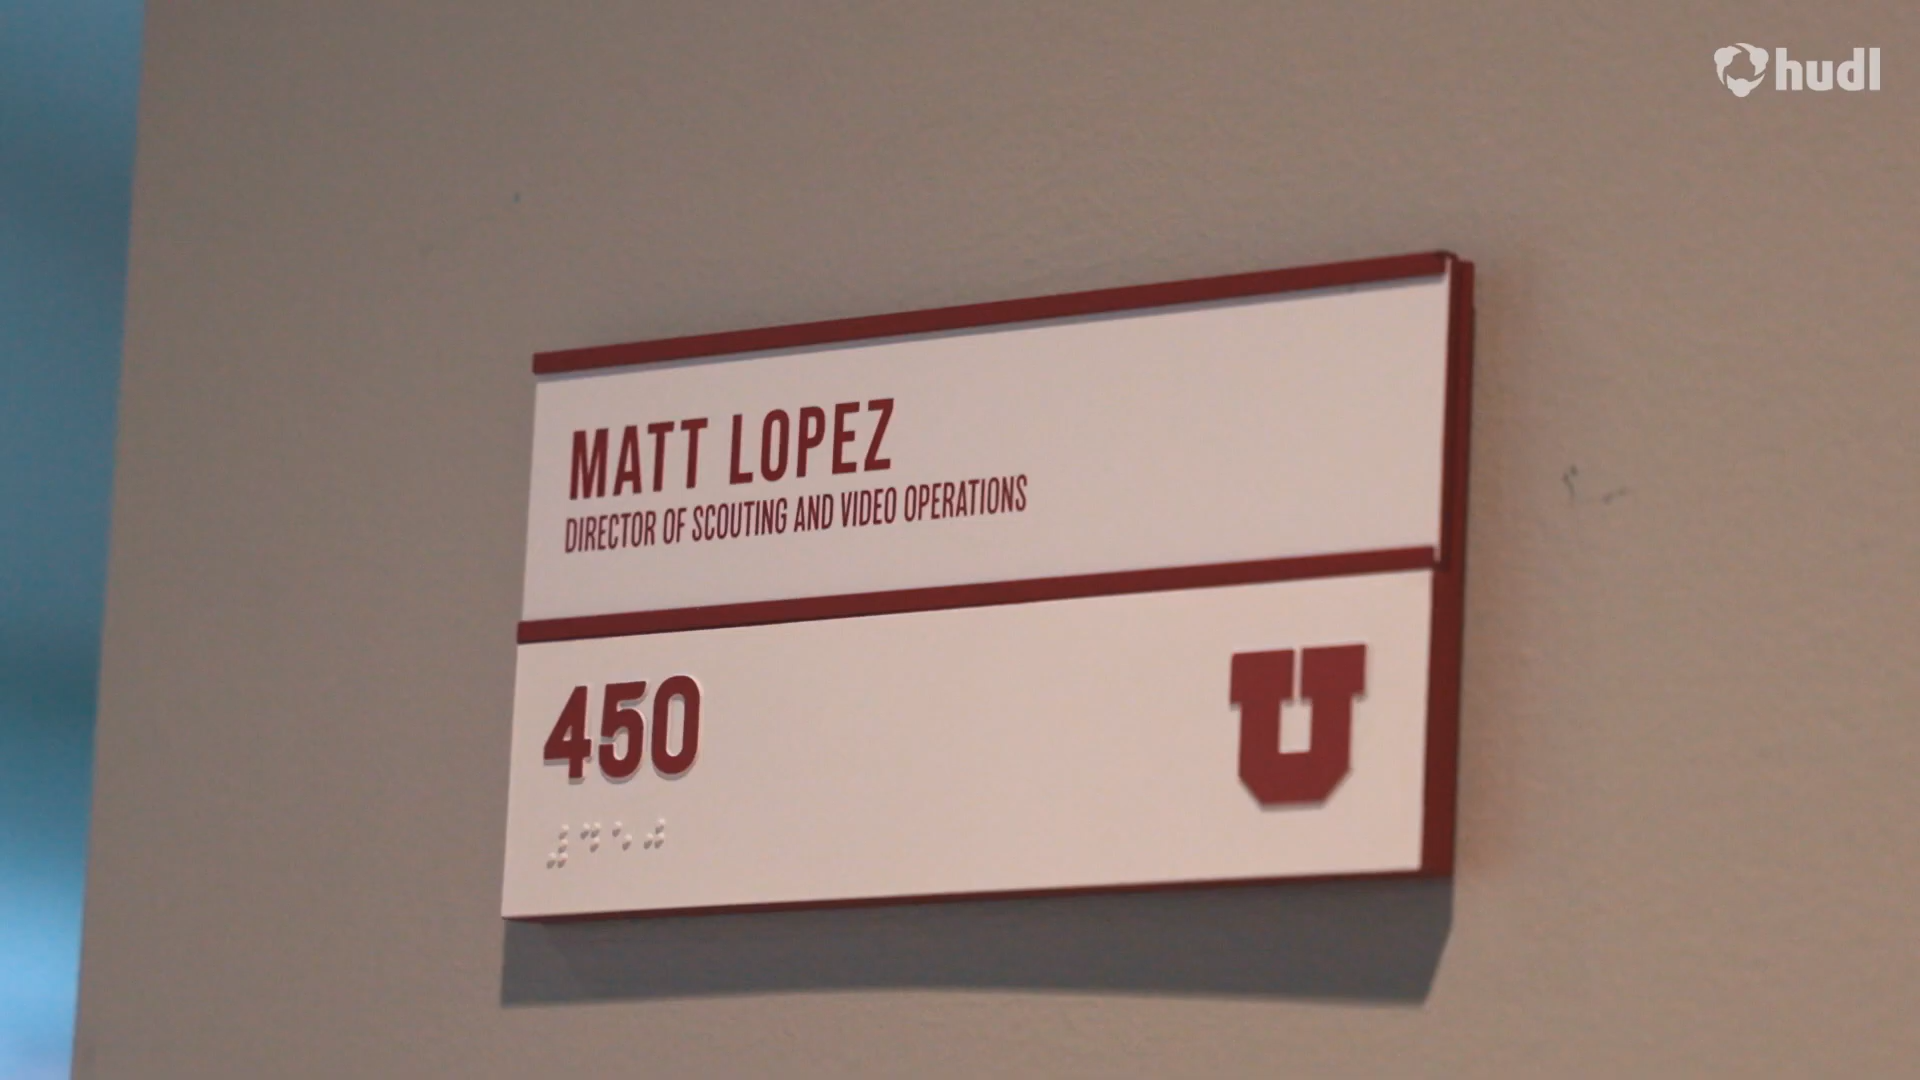 hudl
MATT LOPEZ
DIRECTOR OF SCOUTING AND VIDEO OPERATIONS
450
U
⠼⠙⠑⠚